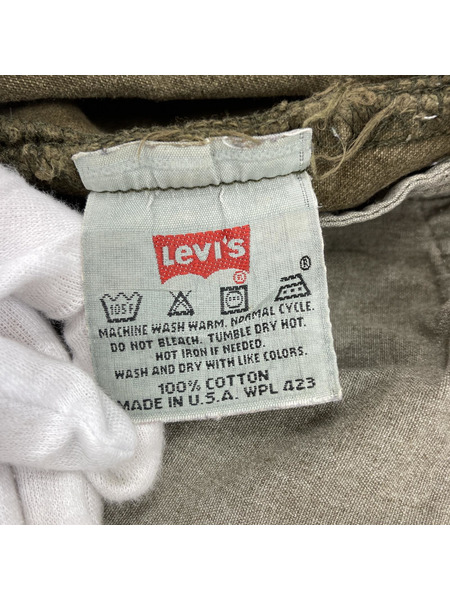 LEVI'S
®
®
105F
MACHINE WASH WARM. NORMAL CYCLE.
DO NOT BLEACH. TUMBLE DRY HOT.
HOT IRON IF NEEDED.
WASH AND DRY WITH LIKE COLORS.
100% COTTON
MADE IN U.S.A. WPL 423